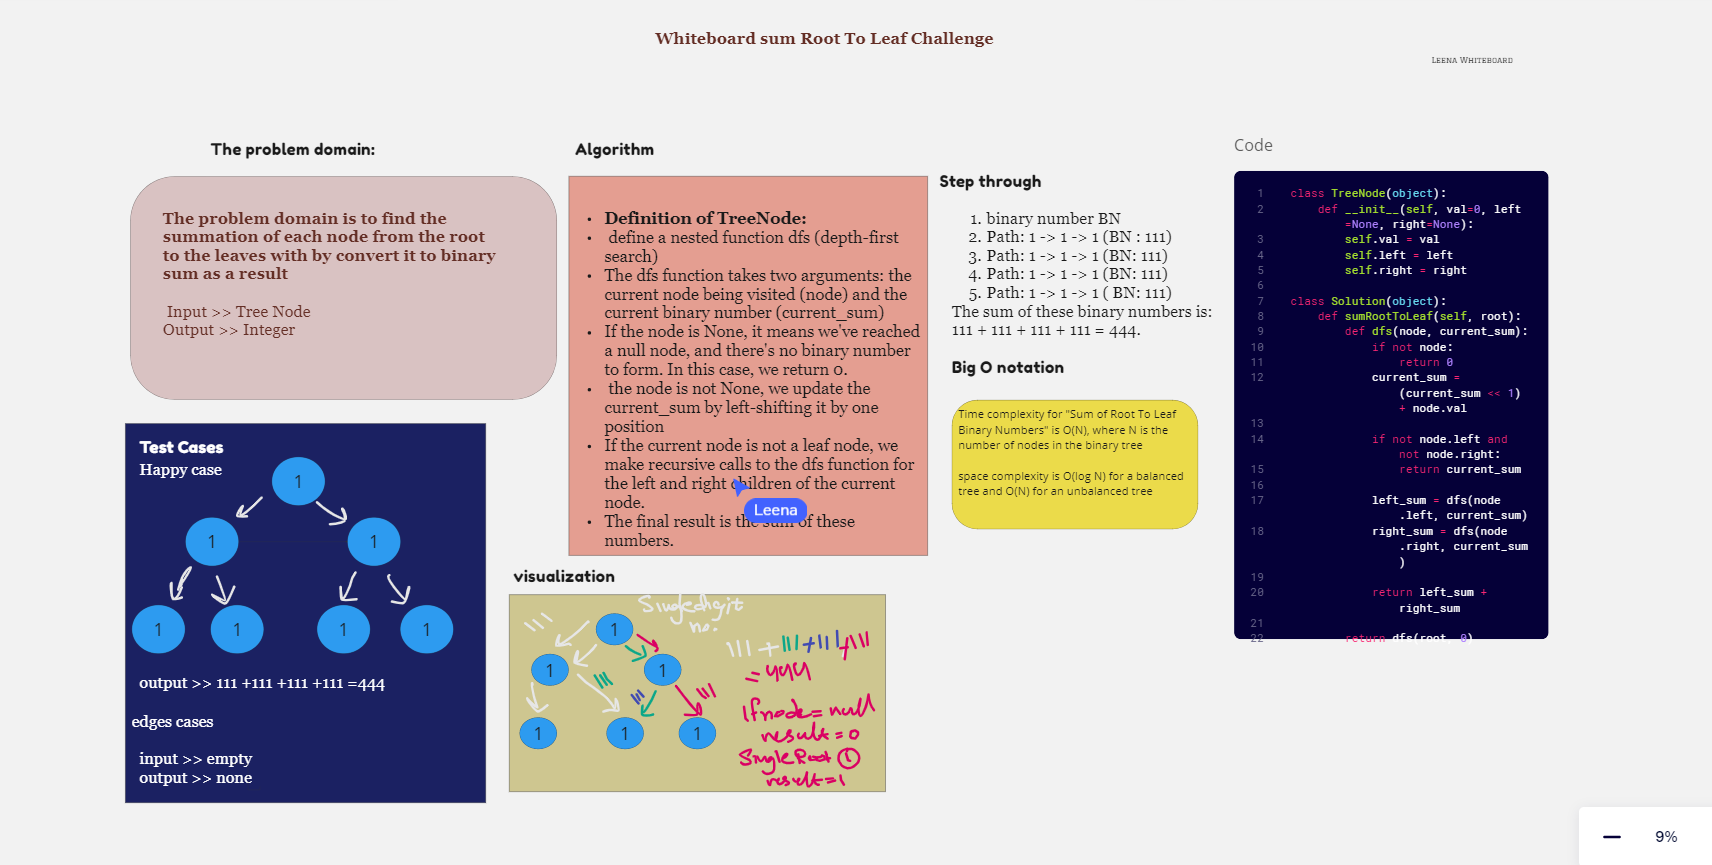 Whiteboard sum Root To Leaf Challenge
Leena Whiteboard
The problem domain:
The problem domain is to find the
summation of each node from the root
to the leaves with by convert it to binary
sum as a result
Input >> Tree Node
Output >> Integer
Test Cases
Happy case
1
1 1
1 1 1 1
output >> 111 +111 +111 +111 =444
edges cases
input >> empty
output >> none
Algorithm
• Definition of TreeNode:
• define a nested function dfs (depth-first
search)
• The dfs function takes two arguments: the
current node being visited (node) and the
current binary number (current_sum)
• If the node is None, it means we've reached
a null node, and there's no binary number
to form. In this case, we return 0.
• the node is not None, we update the
current_sum by left-shifting it by one
position
• If the current node is not a leaf node, we
make recursive calls to the dfs function for
the left and right children of the current
node.
• The final result is the sum of these
numbers.
Leena
visualization
Single digit
no.
111
1
1 1
111 111 111
1 1 1
111 + 111 + 111 + 111
= 444
If node = null
result = 0
Single Root 1
result = 1
Step through
1. binary number BN
2. Path: 1 -> 1 -> 1 (BN : 111)
3. Path: 1 -> 1 -> 1 (BN: 111)
4. Path: 1 -> 1 -> 1 (BN: 111)
5. Path: 1 -> 1 -> 1 ( BN: 111)
The sum of these binary numbers is:
111 + 111 + 111 + 111 = 444.
Big O notation
Time complexity for "Sum of Root To Leaf
Binary Numbers" is O(N), where N is the
number of nodes in the binary tree
space complexity is O(log N) for a balanced
tree and O(N) for an unbalanced tree
Code
1 class TreeNode(object):
2 def __init__(self, val=0, left
=None, right=None):
3 self.val = val
4 self.left = left
5 self.right = right
6
7 class Solution(object):
8 def sumRootToLeaf(self, root):
9 def dfs(node, current_sum):
10 if not node:
11 return 0
12 current_sum =
(current_sum << 1)
+ node.val
13
14 if not node.left and
not node.right:
15 return current_sum
16
17 left_sum = dfs(node
.left, current_sum)
18 right_sum = dfs(node
.right, current_sum
)
19
20 return left_sum +
right_sum
21
22 return dfs(root, 0)
9%